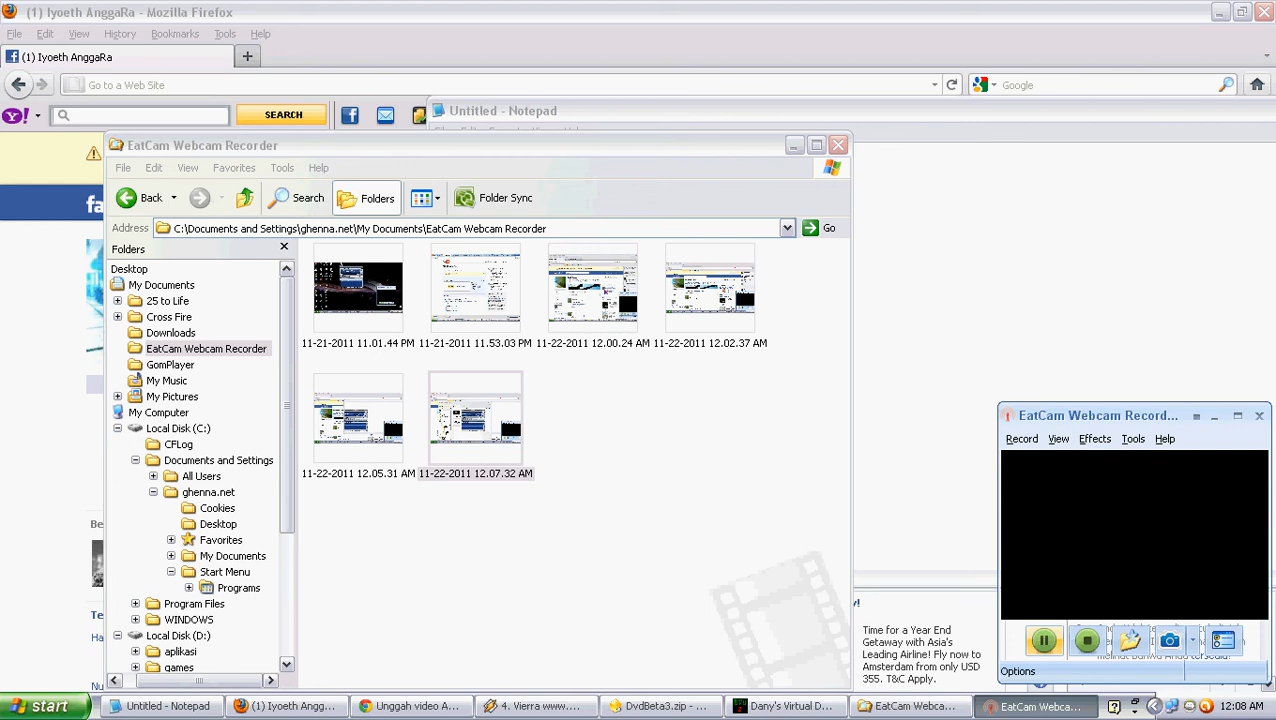 (1) Iyoeth AnggaRa - Mozilla Firefox
File Edit View History Bookmarks Tools Help
(1) Iyoeth AnggaRa
Go to a Web Site
Google
SEARCH
Untitled - Notepad
EatCam Webcam Recorder
File Edit View Favorites Tools Help
Back Search Folders Folder Sync
Address C:\Documents and Settings\ghenna.net\My Documents\EatCam Webcam Recorder Go
Folders
Desktop
My Documents
25 to Life
Cross Fire
Downloads
EatCam Webcam Recorder
GomPlayer
My Music
My Pictures
My Computer
Local Disk (C:)
CFLog
Documents and Settings
All Users
ghenna.net
Cookies
Desktop
Favorites
My Documents
Start Menu
Programs
Program Files
WINDOWS
Local Disk (D:)
aplikasi
games
11-21-2011 11.01.44 PM 11-21-2011 11.53.03 PM 11-22-2011 12.00.24 AM 11-22-2011 12.02.37 AM
11-22-2011 12.05.31 AM 11-22-2011 12.07.32 AM
EatCam Webcam Record...
Record View Effects Tools Help
Options
Time for a Year End
Getaway with Asia's
Leading Airline! Fly now to
Amsterdam from only USD
355. T&C Apply.
start
Untitled - Notepad
(1) Iyoeth Angg...
Unggah video A...
Vierra www....
DvdBeta3.zip - ...
Dany's Virtual D...
EatCam Webca...
EatCam Webca...
12:08 AM